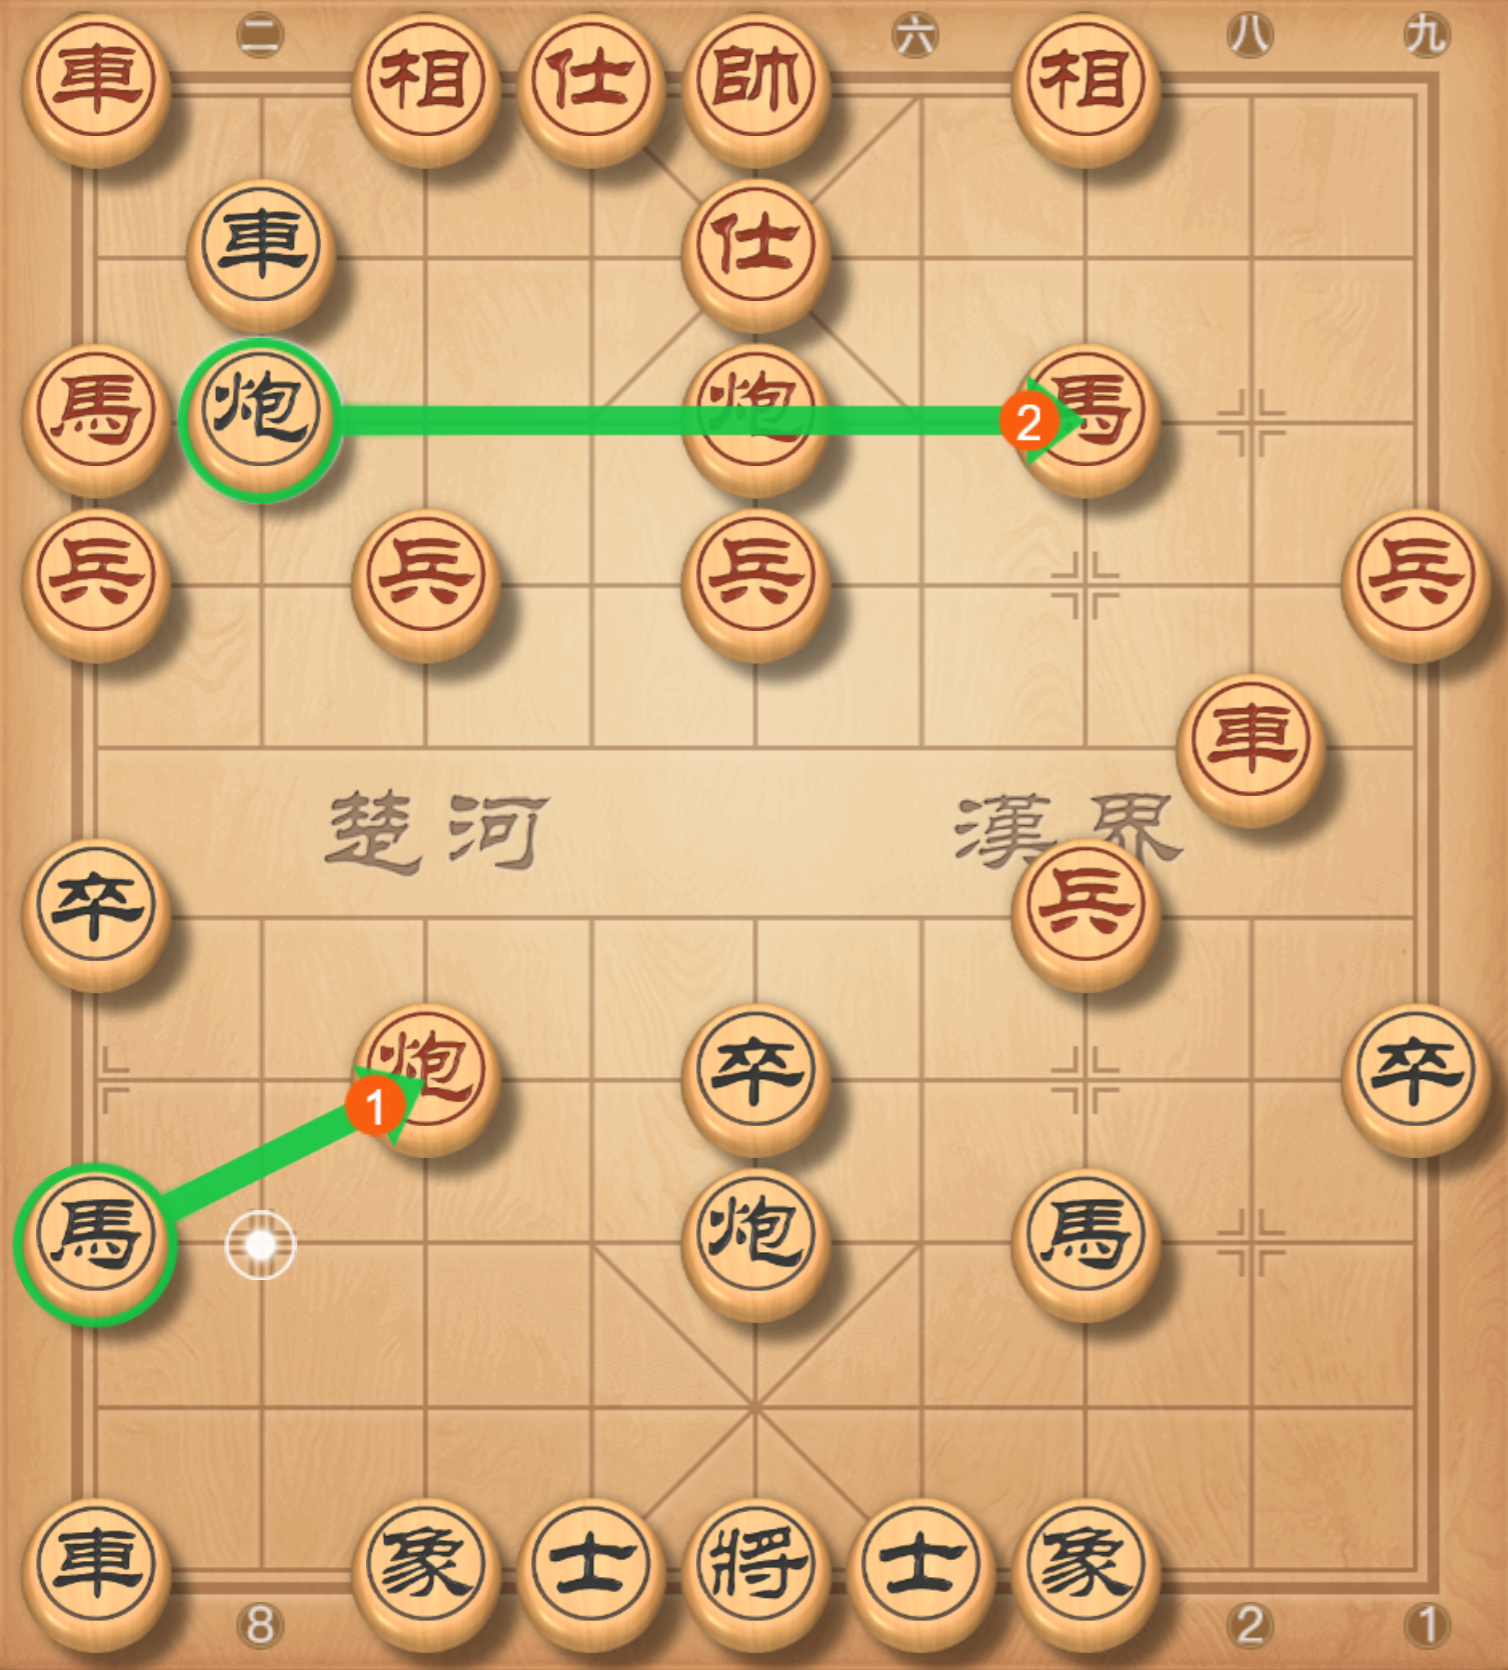 二 六 八 九
車 相 仕 帥 相
車 仕
馬 炮 炮 2 馬
兵 兵 兵 兵
車
楚河 漢界
卒 兵
炮 1 卒 卒
馬 炮 馬
車 象 士 將 士 象
8 2 1